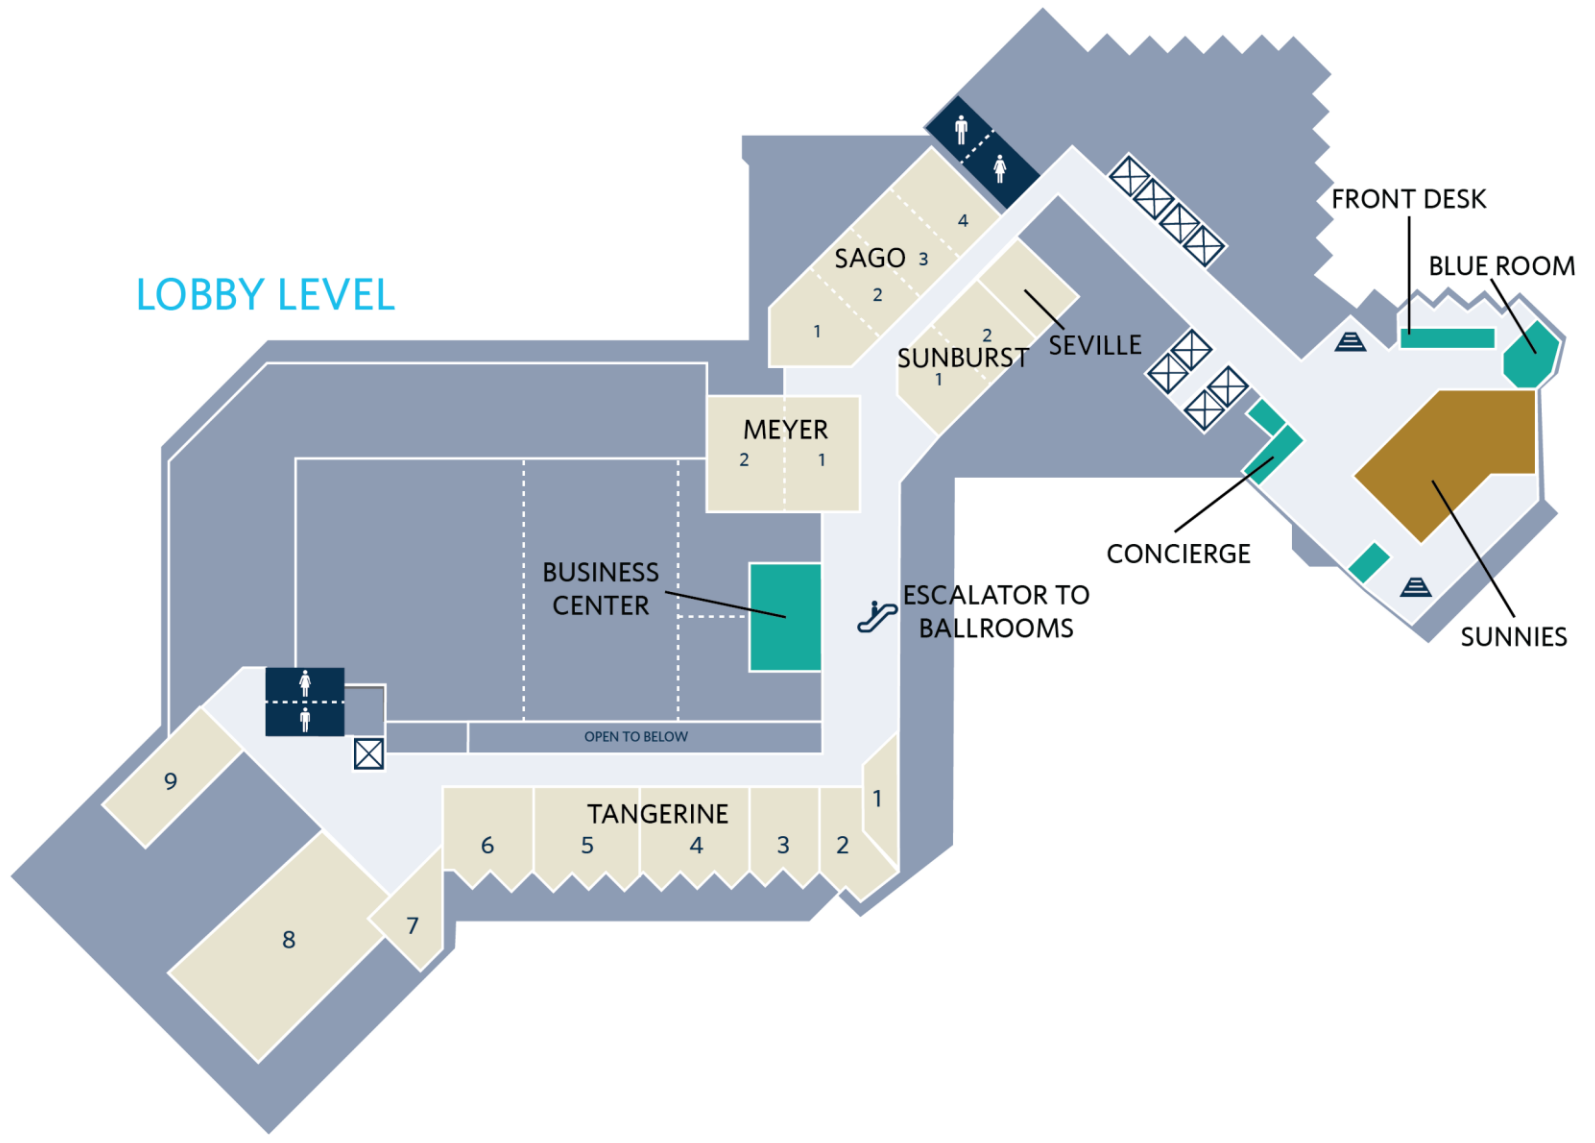 LOBBY LEVEL
FRONT DESK
BLUE ROOM
4
SAGO
3
2
1
2
SEVILLE
SUNBURST
1
MEYER
2
1
CONCIERGE
BUSINESS
CENTER
ESCALATOR TO
BALLROOMS
SUNNIES
OPEN TO BELOW
9
1
TANGERINE
6
5
4
3
2
7
8